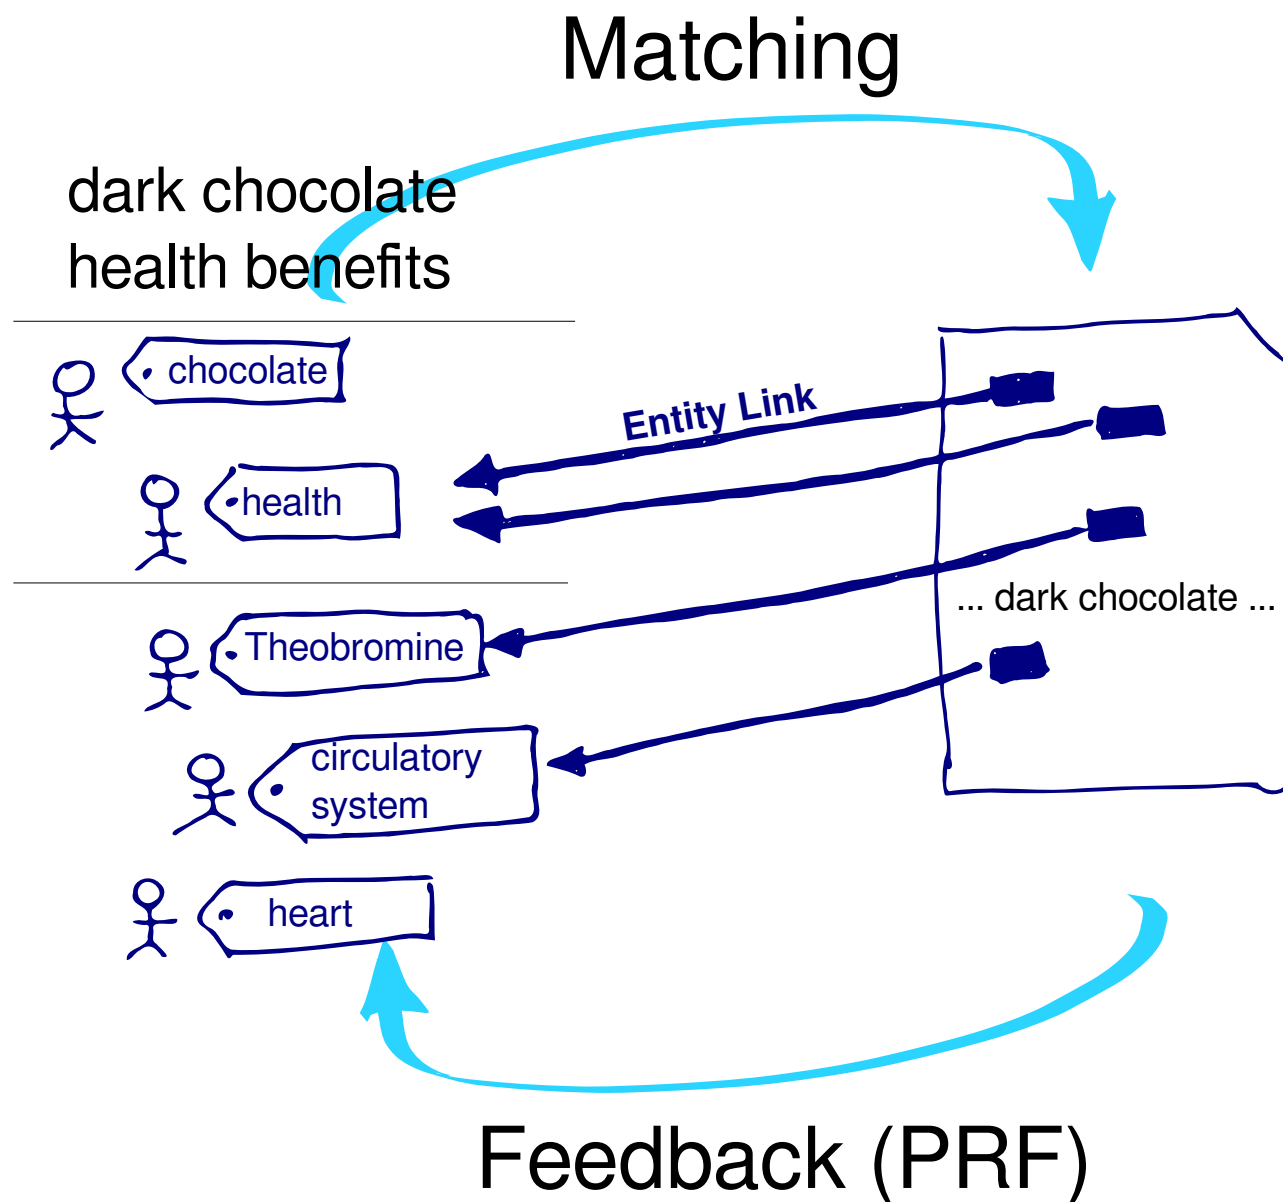 Matching
dark chocolate
health benefits
chocolate
Entity Link
health
... dark chocolate ...
Theobromine
circulatory
system
heart
Feedback (PRF)